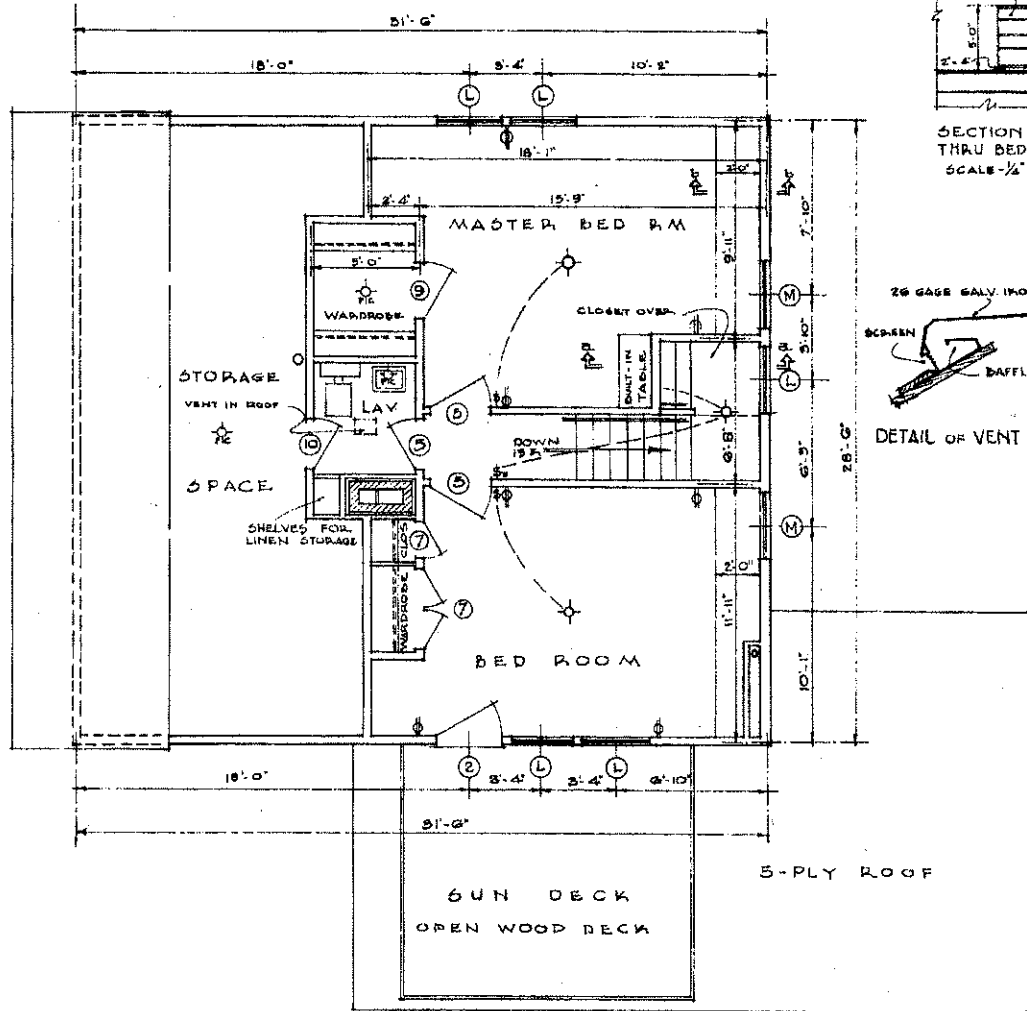 31'-6"
18'-0"
3'-4"
10'-2"
L
L
5'-0"
2"x4"
SECTION
THRU BED
SCALE-1/4"
18'-1"
2'-0"
2'-4"
15'-9"
MASTER BED RM
7'-10"
9'-11"
5'-0"
9
P/C
WARDROBE
CLOSET OVER
M
3'-10"
26 GAGE GALV. IRO
SCREEN
BAFFL
DETAIL OF VENT
BUILT-IN
TABLE
STORAGE
VENT IN ROOF
P/C
P/C
LAV
10
5
5
5
DOWN
6'-8"
6'-9"
28'-6"
SPACE
SHELVES FOR
LINEN STORAGE
CLOS
7
WARDROBE
7
M
2'-0"
11'-11"
10'-1"
BED ROOM
18'-0"
2
3'-4"
L
3'-4"
L
6'-10"
31'-6"
5-PLY ROOF
SUN DECK
OPEN WOOD DECK